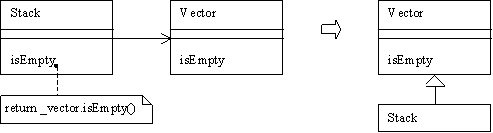 Stack
Vector
Vector
isEmpty
isEmpty
isEmpty
return _vector.isEmpty()
Stack